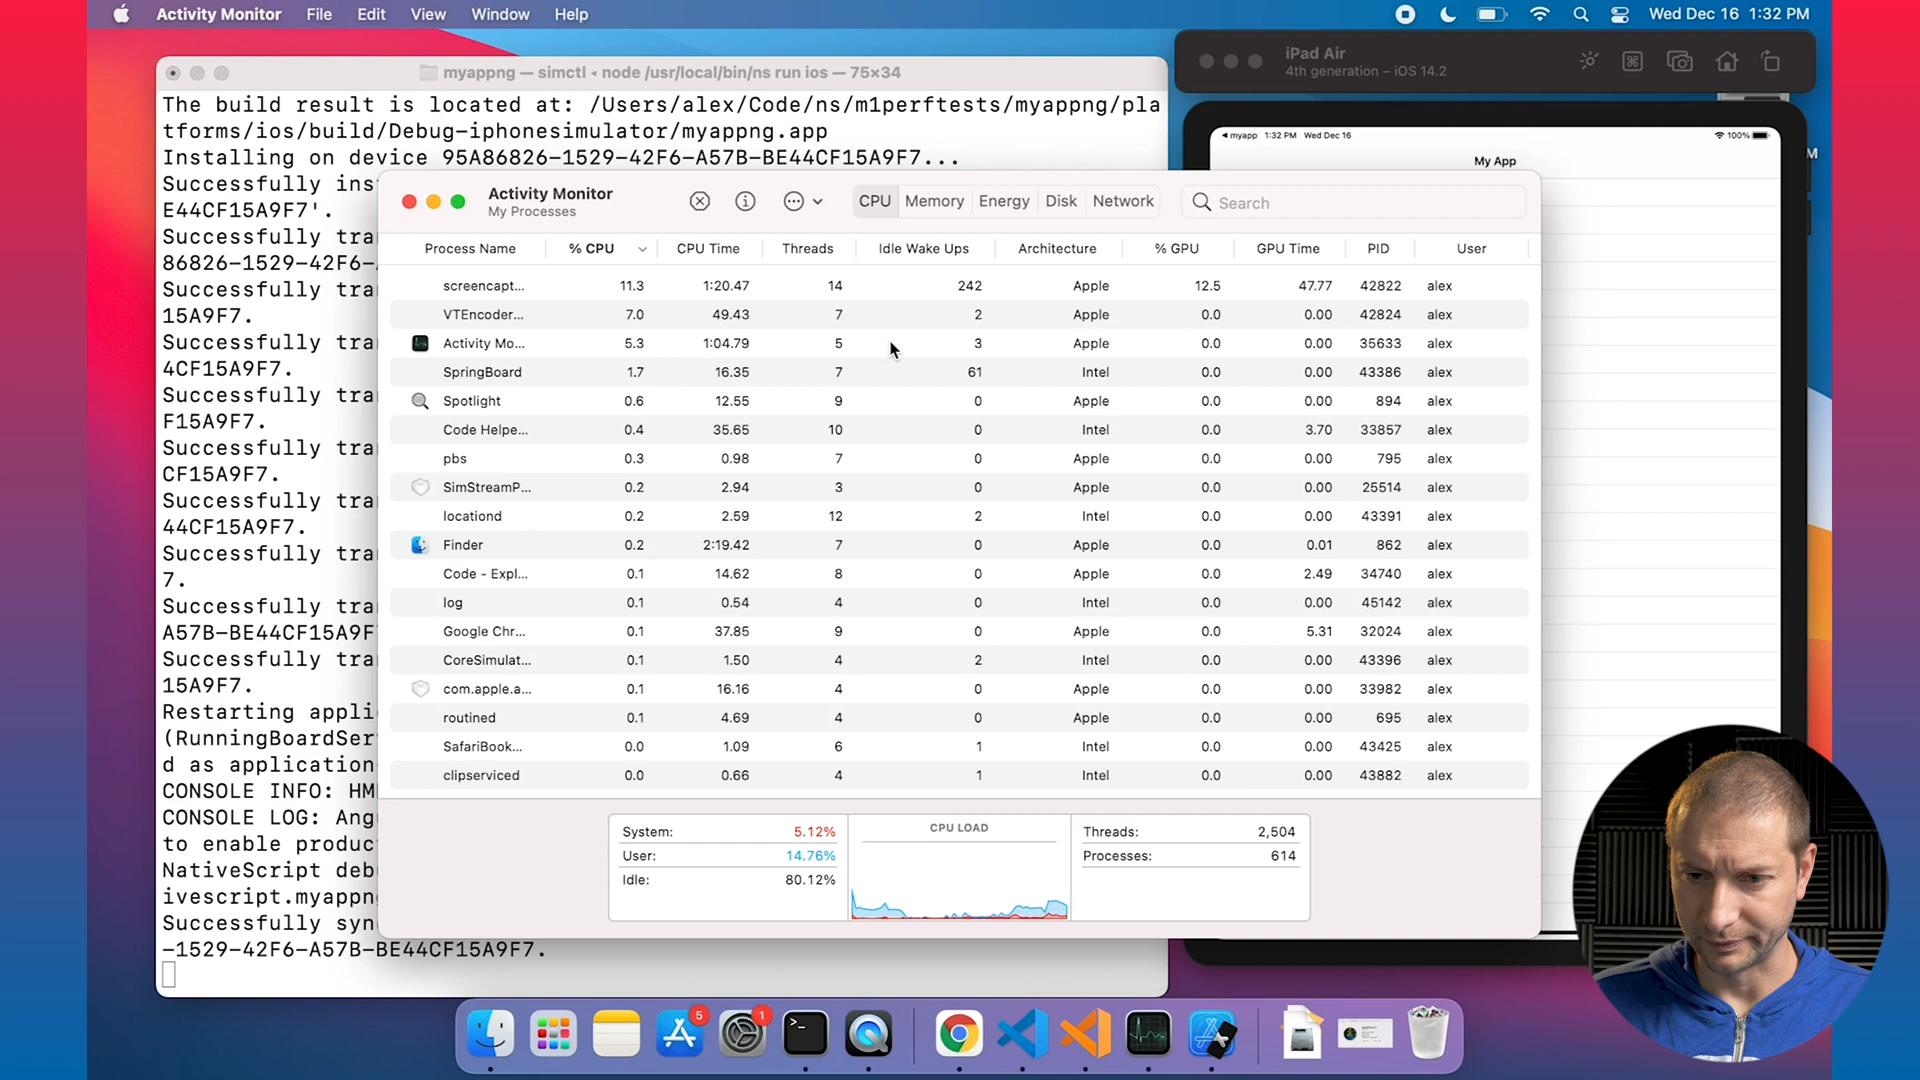 Activity Monitor File Edit View Window Help
Wed Dec 16 1:32 PM
myappng — simctl ◂ node /usr/local/bin/ns run ios — 75×34
The build result is located at: /Users/alex/Code/ns/m1perftests/myappng/pla
tforms/ios/build/Debug-iphonesimulator/myappng.app
Installing on device 95A86826-1529-42F6-A57B-BE44CF15A9F7...
Successfully ins
E44CF15A9F7'.
Successfully tra
86826-1529-42F6-
Successfully tra
15A9F7.
Successfully tra
4CF15A9F7.
Successfully tra
F15A9F7.
Successfully tra
CF15A9F7.
Successfully tra
44CF15A9F7.
Successfully tra
7.
Successfully tra
A57B-BE44CF15A9F
Successfully tra
15A9F7.
Restarting appli
(RunningBoardSer
d as application
CONSOLE INFO: HM
CONSOLE LOG: Ang
to enable produc
NativeScript deb
ivescript.myappn
Successfully syn
-1529-42F6-A57B-BE44CF15A9F7.
iPad Air
4th generation – iOS 14.2
◂ myapp 1:32 PM Wed Dec 16
100%
My App
M
Activity Monitor
My Processes
CPU Memory Energy Disk Network
Search
Process Name % CPU CPU Time Threads Idle Wake Ups Architecture % GPU GPU Time PID User
screencapt... 11.3 1:20.47 14 242 Apple 12.5 47.77 42822 alex
VTEncoder... 7.0 49.43 7 2 Apple 0.0 0.00 42824 alex
Activity Mo... 5.3 1:04.79 5 3 Apple 0.0 0.00 35633 alex
SpringBoard 1.7 16.35 7 61 Intel 0.0 0.00 43386 alex
Spotlight 0.6 12.55 9 0 Apple 0.0 0.00 894 alex
Code Helpe... 0.4 35.65 10 0 Intel 0.0 3.70 33857 alex
pbs 0.3 0.98 7 0 Apple 0.0 0.00 795 alex
SimStreamP... 0.2 2.94 3 0 Apple 0.0 0.00 25514 alex
locationd 0.2 2.59 12 2 Intel 0.0 0.00 43391 alex
Finder 0.2 2:19.42 7 0 Apple 0.0 0.01 862 alex
Code - Expl... 0.1 14.62 8 0 Apple 0.0 2.49 34740 alex
log 0.1 0.54 4 0 Intel 0.0 0.00 45142 alex
Google Chr... 0.1 37.85 9 0 Apple 0.0 5.31 32024 alex
CoreSimulat... 0.1 1.50 4 2 Intel 0.0 0.00 43396 alex
com.apple.a... 0.1 16.16 4 0 Apple 0.0 0.00 33982 alex
routined 0.1 4.69 4 0 Apple 0.0 0.00 695 alex
SafariBook... 0.0 1.09 6 1 Intel 0.0 0.00 43425 alex
clipserviced 0.0 0.66 4 1 Intel 0.0 0.00 43882 alex
System: 5.12%
User: 14.76%
Idle: 80.12%
CPU LOAD
Threads: 2,504
Processes: 614
5
1